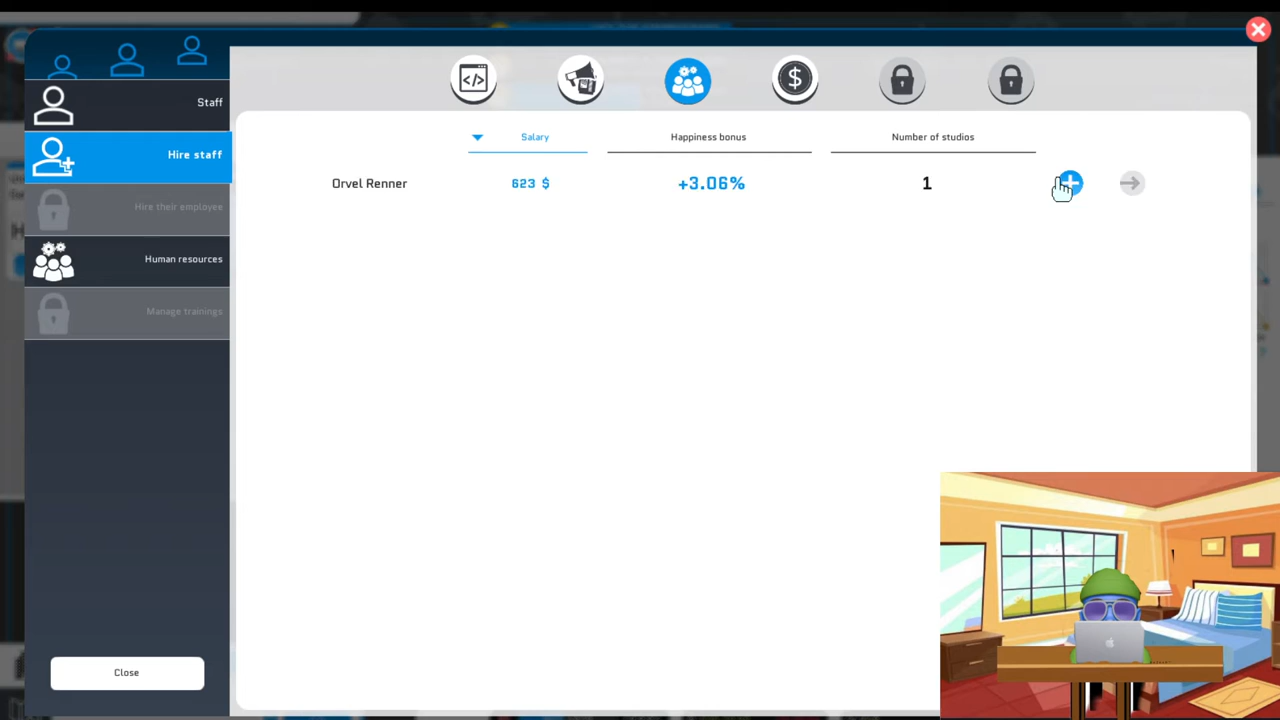 Staff
Hire staff
Hire their employee
Human resources
Manage trainings
Close
Salary Happiness bonus Number of studios
Orvel Renner 623 $ +3.06% 1